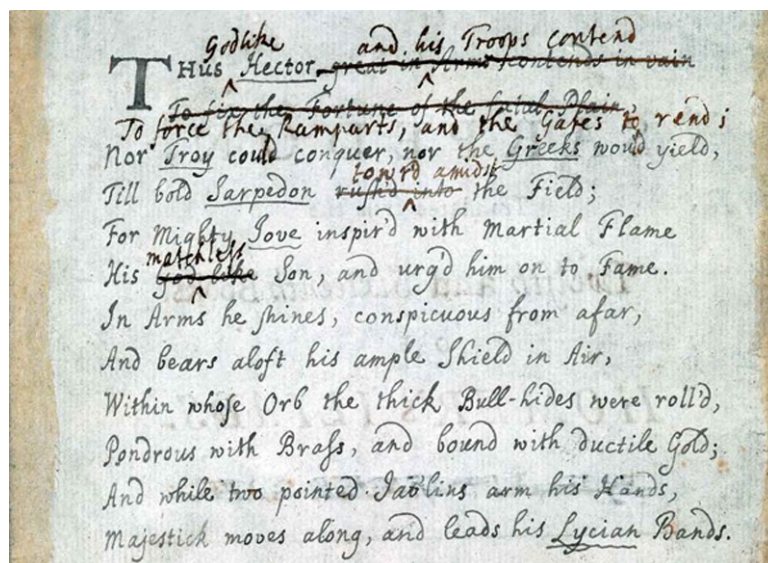 Godlike and his Troops contend
THUS Hector, great in Arms contends in vain
To fix the Fortune of the fatal Plain,
To force the Ramparts, and the Gates to rend;
Nor Troy could conquer, nor the Greeks would yield,
tow'rd amidst
Till bold Sarpedon rush'd into the Field;
For Mighty Jove inspir'd with Martial Flame
matchless
His God-like Son, and urg'd him on to Fame.
In Arms he shines, conspicuous from afar,
And bears aloft his ample Shield in Air,
Within whose Orb the thick Bull-hides were roll'd,
Pondrous with Brass, and bound with ductile Gold;
And while two pointed Jav'lins arm his Hands,
Majestick moves along, and leads his Lycian Bands.